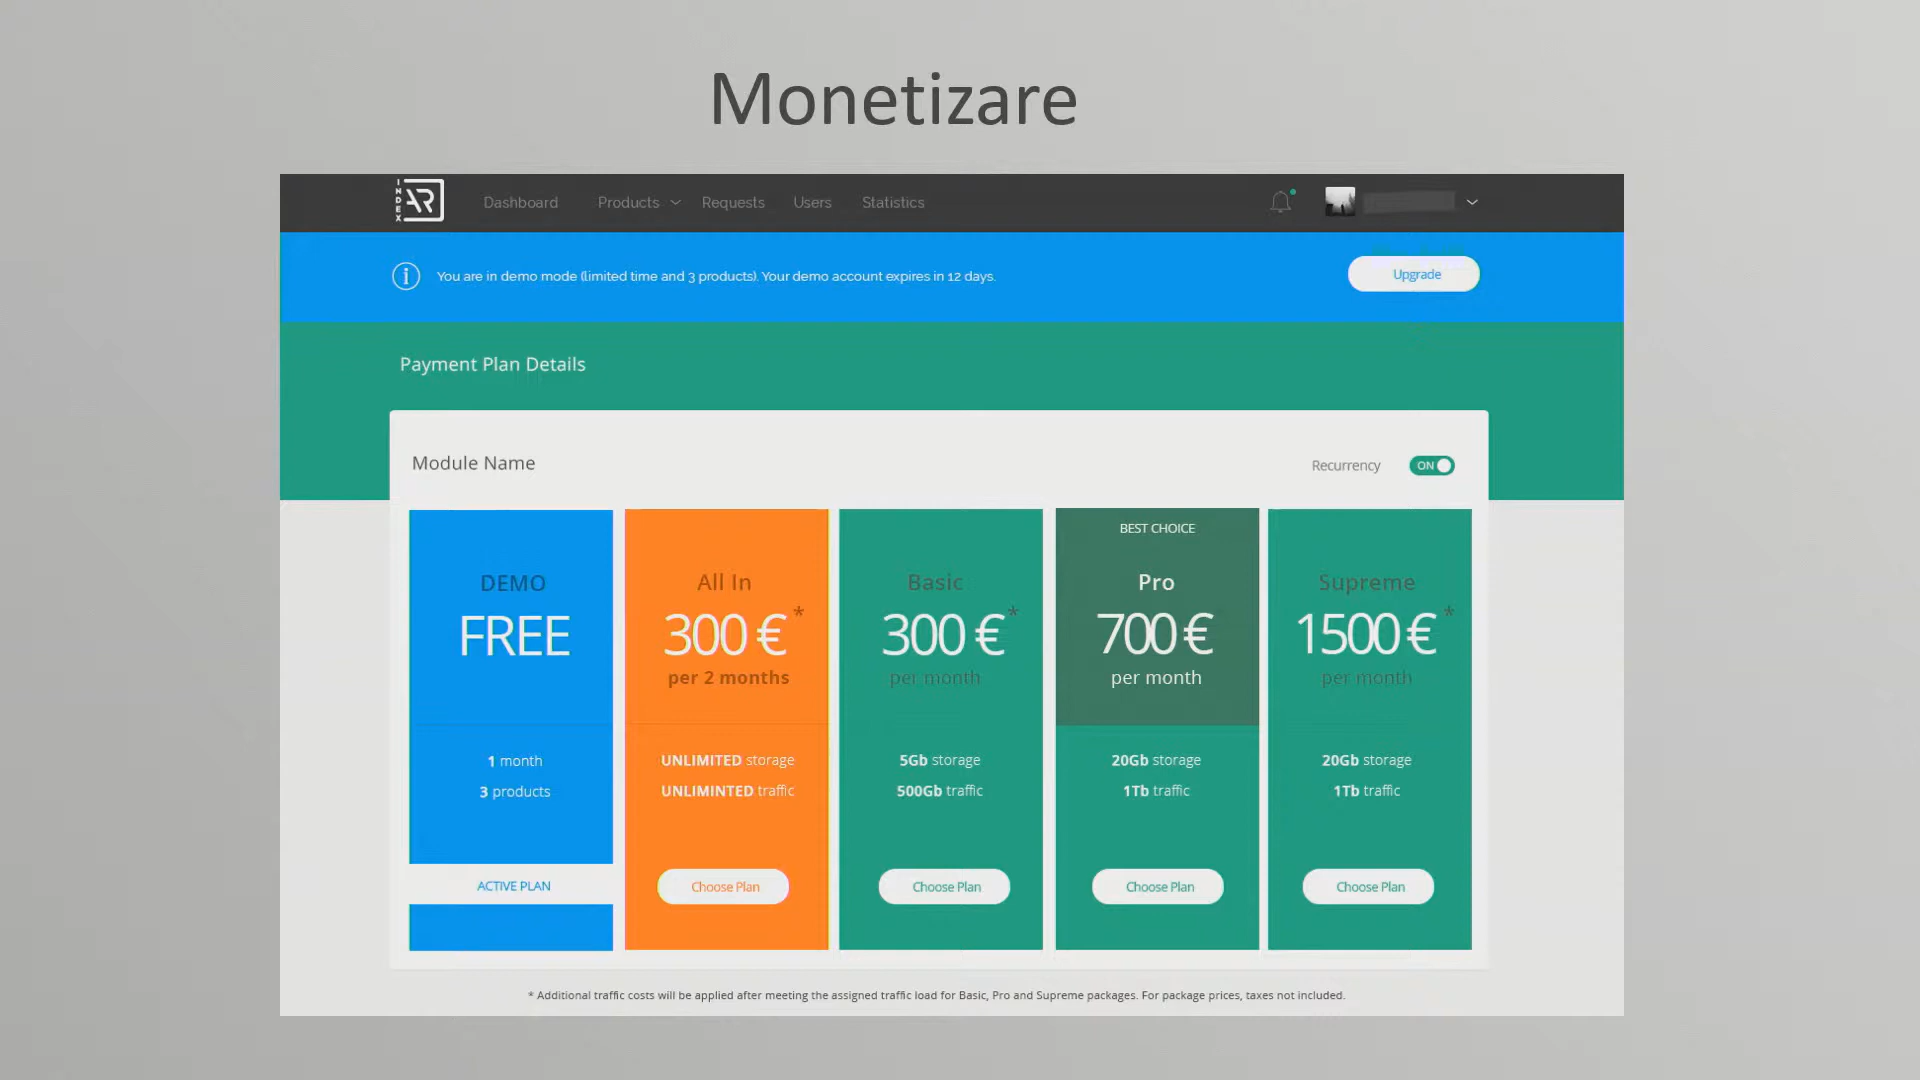 Monetizare
INDEX AR
Dashboard Products Requests Users Statistics
You are in demo mode (limited time and 3 products). Your demo account expires in 12 days.
Upgrade
Payment Plan Details
Module Name
Recurrency ON
DEMO
FREE
1 month
3 products
ACTIVE PLAN
All In
300 € *
per 2 months
UNLIMITED storage
UNLIMINTED traffic
Choose Plan
Basic
300 € *
per month
5Gb storage
500Gb traffic
Choose Plan
BEST CHOICE
Pro
700 €
per month
20Gb storage
1Tb traffic
Choose Plan
Supreme
1500 € *
per month
20Gb storage
1Tb traffic
Choose Plan
* Additional traffic costs will be applied after meeting the assigned traffic load for Basic, Pro and Supreme packages. For package prices, taxes not included.